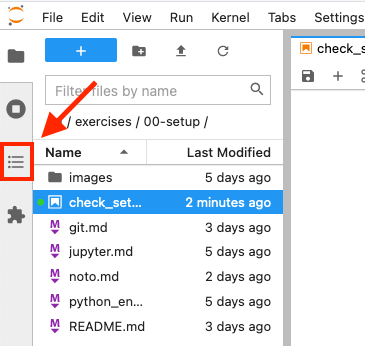 File Edit View Run Kernel Tabs Settings
check_s
Filter files by name
/ exercises / 00-setup /
Name Last Modified
images 5 days ago
check_set... 2 minutes ago
git.md 3 days ago
jupyter.md 5 days ago
noto.md 2 days ago
python_en... 5 days ago
README.md 3 days ago